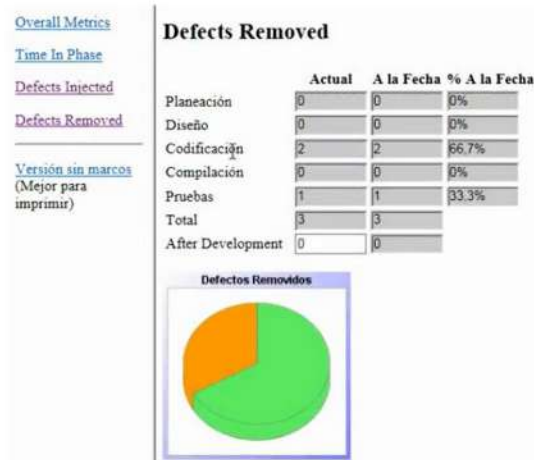 Overall Metrics
Time In Phase
Defects Injected
Defects Removed
Versión sin marcos
(Mejor para
imprimir)
Defects Removed
Actual A la Fecha % A la Fecha
Planeación 0 0 0%
Diseño 0 0 0%
Codificación 2 2 66,7%
Compilación 0 0 0%
Pruebas 1 1 33,3%
Total 3 3
After Development 0 0
Defectos Removidos